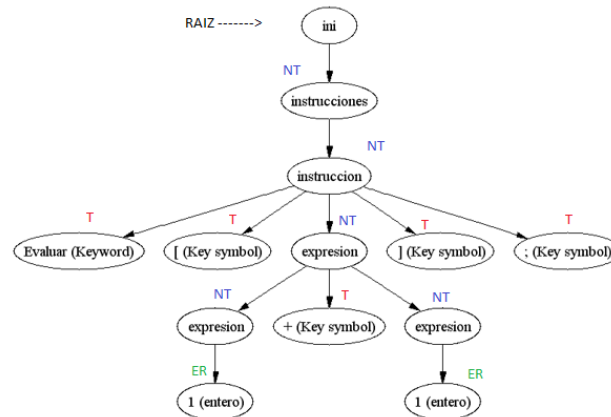 RAIZ ------->
ini
NT
instrucciones
NT
instruccion
T
T
NT
T
T
Evaluar (Keyword)
[ (Key symbol)
expresion
] (Key symbol)
; (Key symbol)
NT
T
NT
expresion
+ (Key symbol)
expresion
ER
ER
1 (entero)
1 (entero)